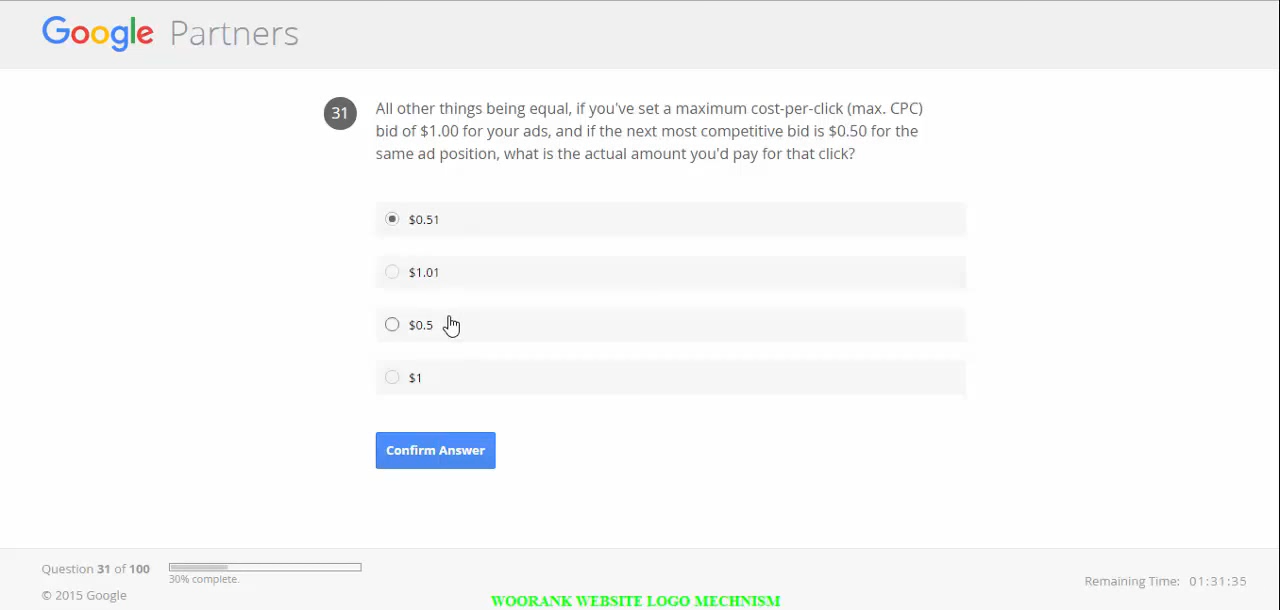 Google Partners
31
All other things being equal, if you've set a maximum cost-per-click (max. CPC)
bid of $1.00 for your ads, and if the next most competitive bid is $0.50 for the
same ad position, what is the actual amount you'd pay for that click?
$0.51
$1.01
$0.5
$1
Confirm Answer
Question 31 of 100
30% complete.
© 2015 Google
Remaining Time: 01:31:35
WOORANK WEBSITE LOGO MECHNISM